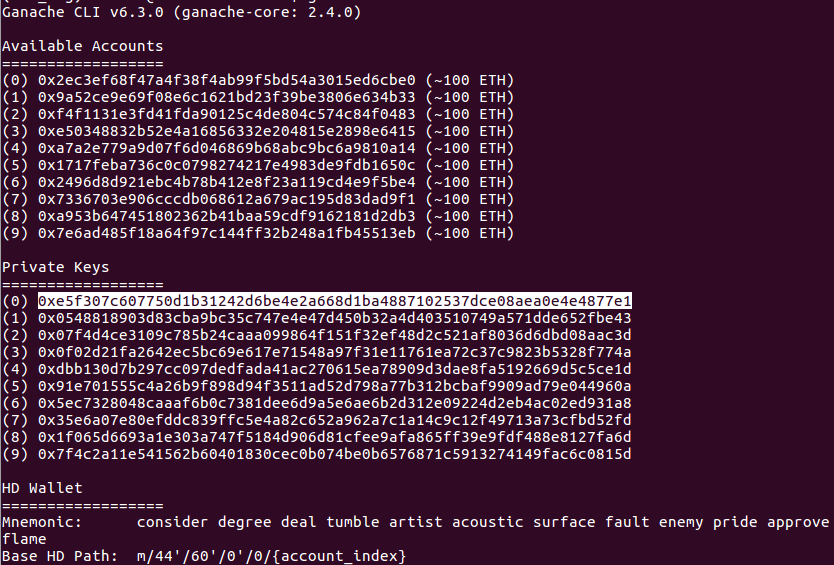 Ganache CLI v6.3.0 (ganache-core: 2.4.0)
Available Accounts
==================
(0) 0x2ec3ef68f47a4f38f4ab99f5bd54a3015ed6cbe0 (~100 ETH)
(1) 0x9a52ce9e69f08e6c1621bd23f39be3806e634b33 (~100 ETH)
(2) 0xf4f1131e3fd41fda90125c4de804c574c84f0483 (~100 ETH)
(3) 0xe50348832b52e4a16856332e204815e2898e6415 (~100 ETH)
(4) 0xa7a2e779a9d07f6d046869b68abc9bc6a9810a14 (~100 ETH)
(5) 0x1717feba736c0c0798274217e4983de9fdb1650c (~100 ETH)
(6) 0x2496d8d921ebc4b78b412e8f23a119cd4e9f5be4 (~100 ETH)
(7) 0x7336703e906cccdb068612a679ac195d83dad9f1 (~100 ETH)
(8) 0xa953b647451802362b41baa59cdf9162181d2db3 (~100 ETH)
(9) 0x7e6ad485f18a64f97c144ff32b248a1fb45513eb (~100 ETH)
Private Keys
==================
(0) 0xe5f307c607750d1b31242d6be4e2a668d1ba4887102537dce08aea0e4e4877e1
(1) 0x0548818903d83cba9bc35c747e4e47d450b32a4d403510749a571dde652fbe43
(2) 0x07f4d4ce3109c785b24caaa099864f151f32ef48d2c521af8036d6dbd08aac3d
(3) 0x0f02d21fa2642ec5bc69e617e71548a97f31e11761ea72c37c9823b5328f774a
(4) 0xdbb130d7b297cc097dedfada41ac270615ea78909d3dae8fa5192669d5c5ce1d
(5) 0x91e701555c4a26b9f898d94f3511ad52d798a77b312bcbaf9909ad79e044960a
(6) 0x5ec7328048caaaf6b0c7381dee6d9a5e6ae6b2d312e09224d2eb4ac02ed931a8
(7) 0x35e6a07e80efddc839ffc5e4a82c652a962a7c1a14c9c12f49713a73cfbd52fd
(8) 0x1f065d6693a1e303a747f5184d906d81cfee9afa865ff39e9fdf488e8127fa6d
(9) 0x7f4c2a11e541562b60401830cec0b074be0b6576871c5913274149fac6c0815d
HD Wallet
==================
Mnemonic:      consider degree deal tumble artist acoustic surface fault enemy pride approve
flame
Base HD Path:  m/44'/60'/0'/0/{account_index}